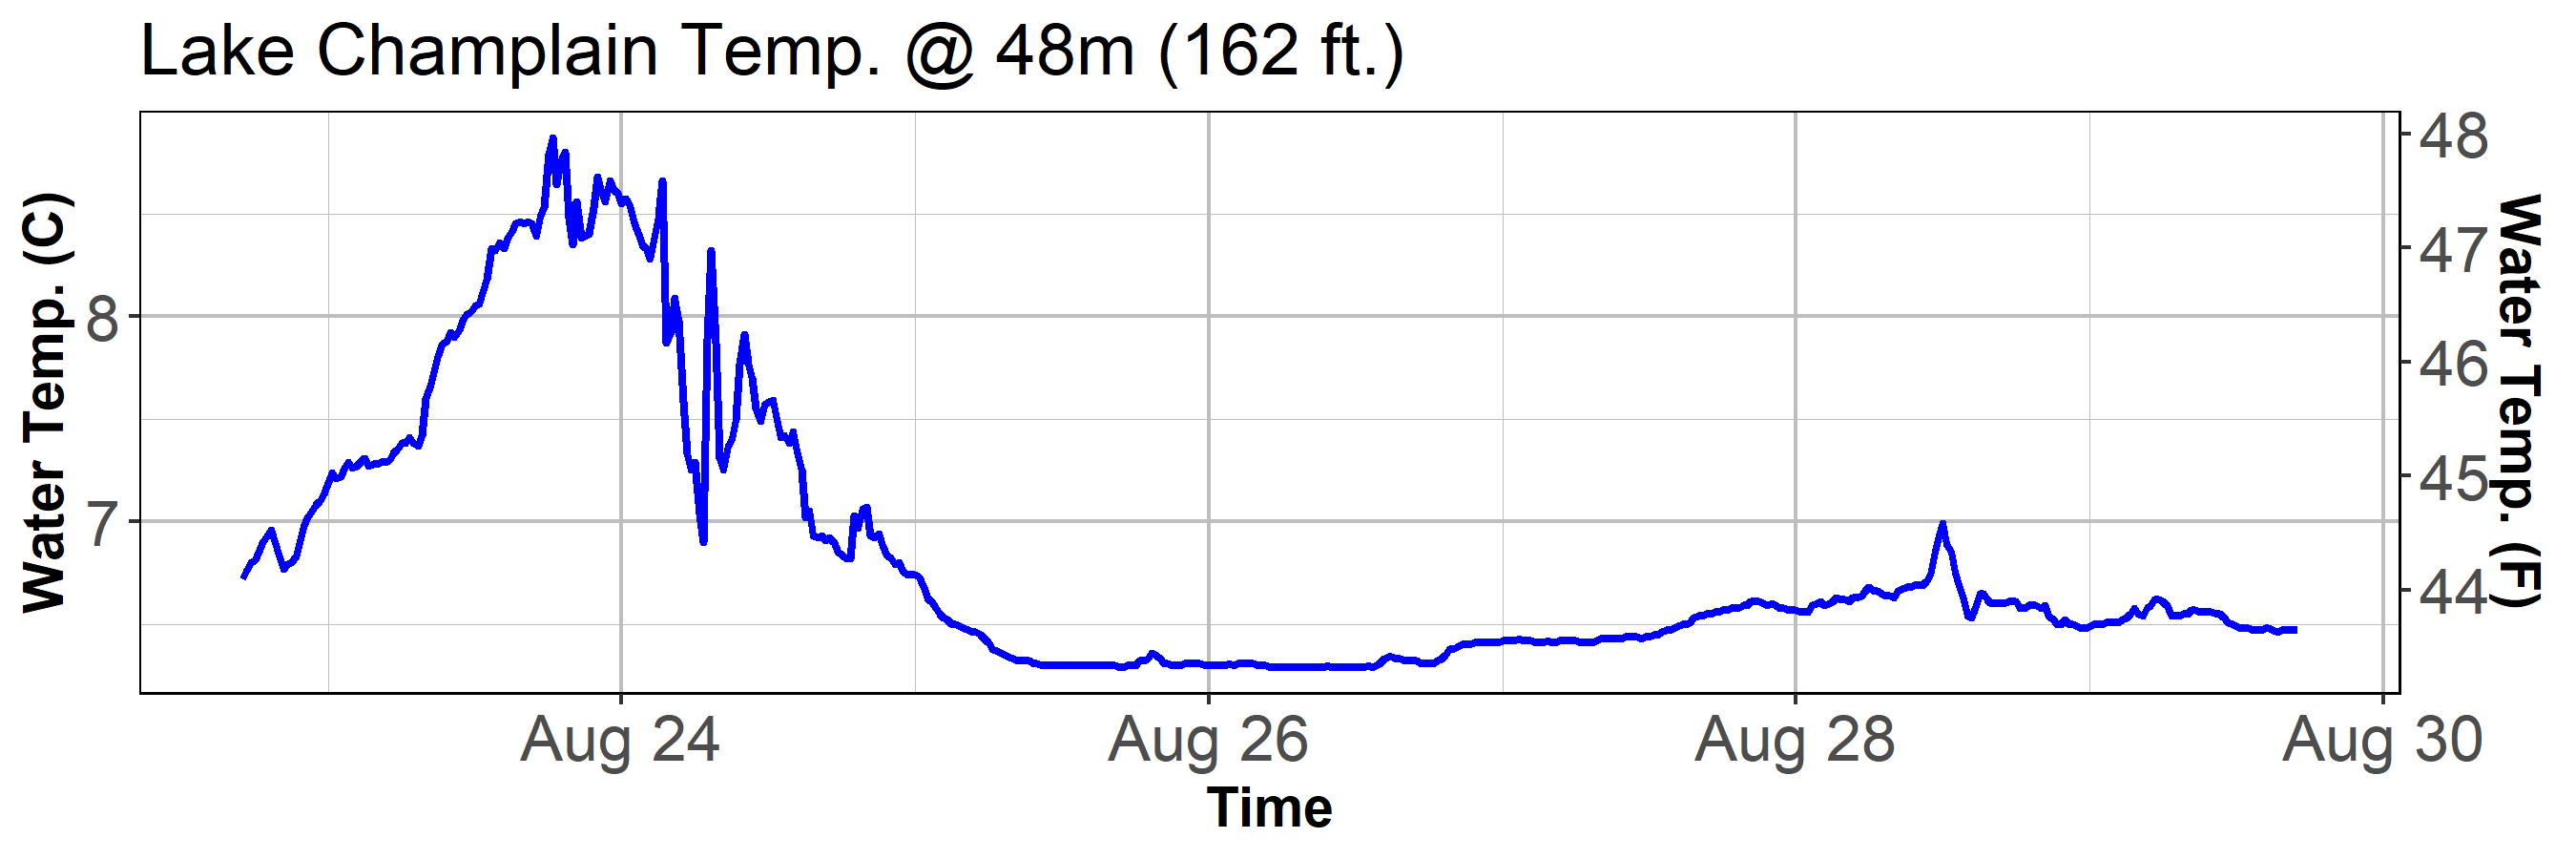 Lake Champlain Temp. @ 48m (162 ft.)
Water Temp. (C)
8
7
48
47
46
45
44
Water Temp. (F)
Aug 24
Aug 26
Aug 28
Aug 30
Time